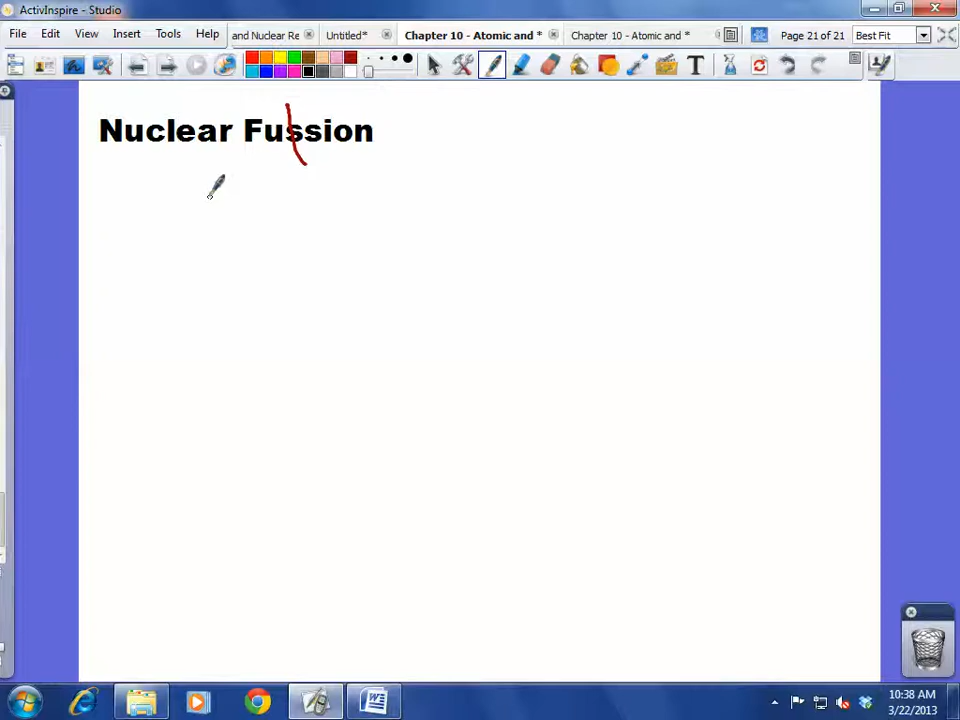 ActivInspire - Studio
File Edit View Insert Tools Help
and Nuclear Re
Untitled*
Chapter 10 - Atomic and *
Chapter 10 - Atomic and *
Page 21 of 21
Best Fit
T
Nuclear Fussion
10:38 AM
3/22/2013